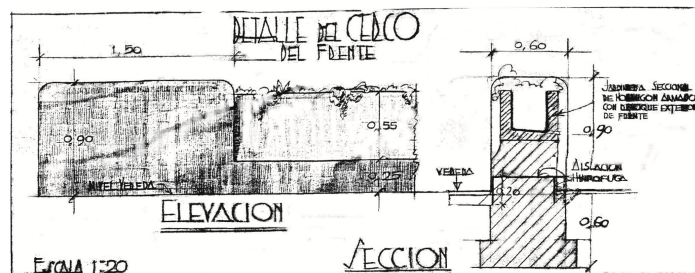 DETALLE DEL CERCO
DEL FRENTE
1,50
0,60
JARDINERA SECCIONAL
DE HORMIGON ARMADO
CON REVOQUE EXTERIOR
DE FRENTE
0,90
0,55
0,90
0,25
AISLACION
HIDROFUGA
VEREDA
0,20
NIVEL VEREDA
ELEVACION
0,60
SECCION
ESCALA 1:20